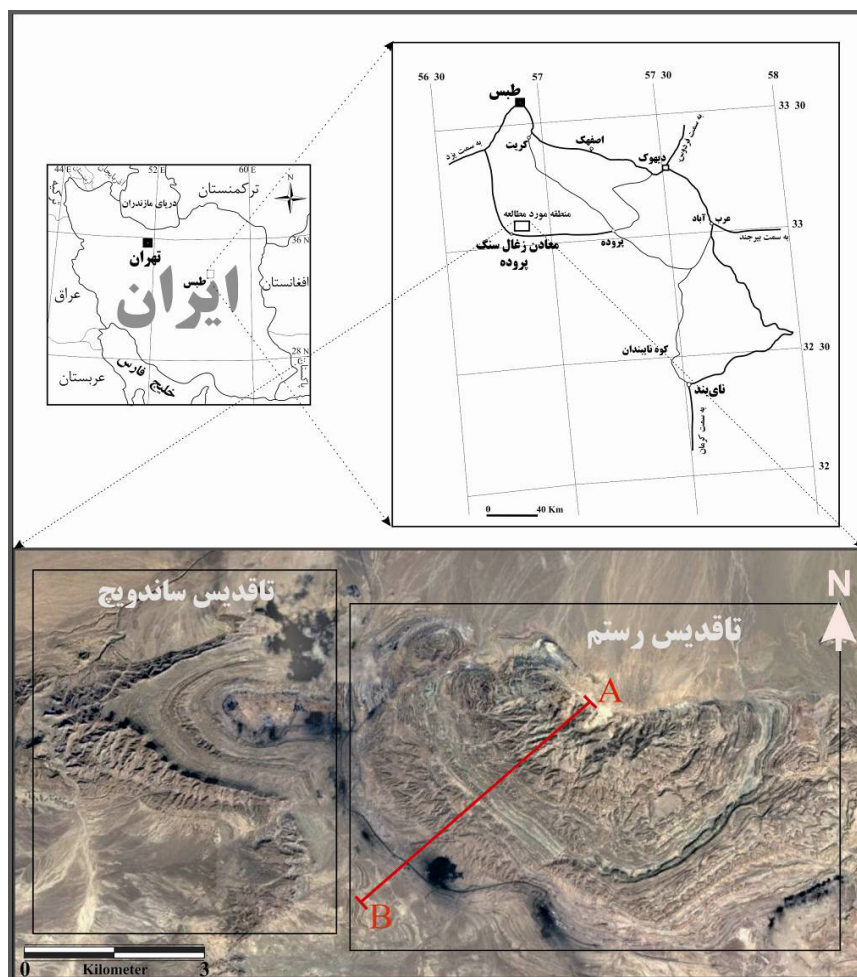 44 E
52 E
60 E
ترکمنستان
دریای مازندران
36 N
تهران
طبس
ایران
افغانستان
عراق
28 N
خلیج فارس
عربستان
56 30
57
57 30
58
33 30
طبس
به سمت یزد
کریت
اصفهک
دیهوک
به سمت فردوس
منطقه مورد مطالعه
عرب آباد
33
معادن زغال سنگ
پروده
پروده
به سمت بیرجند
کوه نایبندان
32 30
نای‌بند
به سمت کرمان
32
0 40 Km
تاقدیس ساندویچ
تاقدیس رستم
N
A
B
0 3
Kilometer